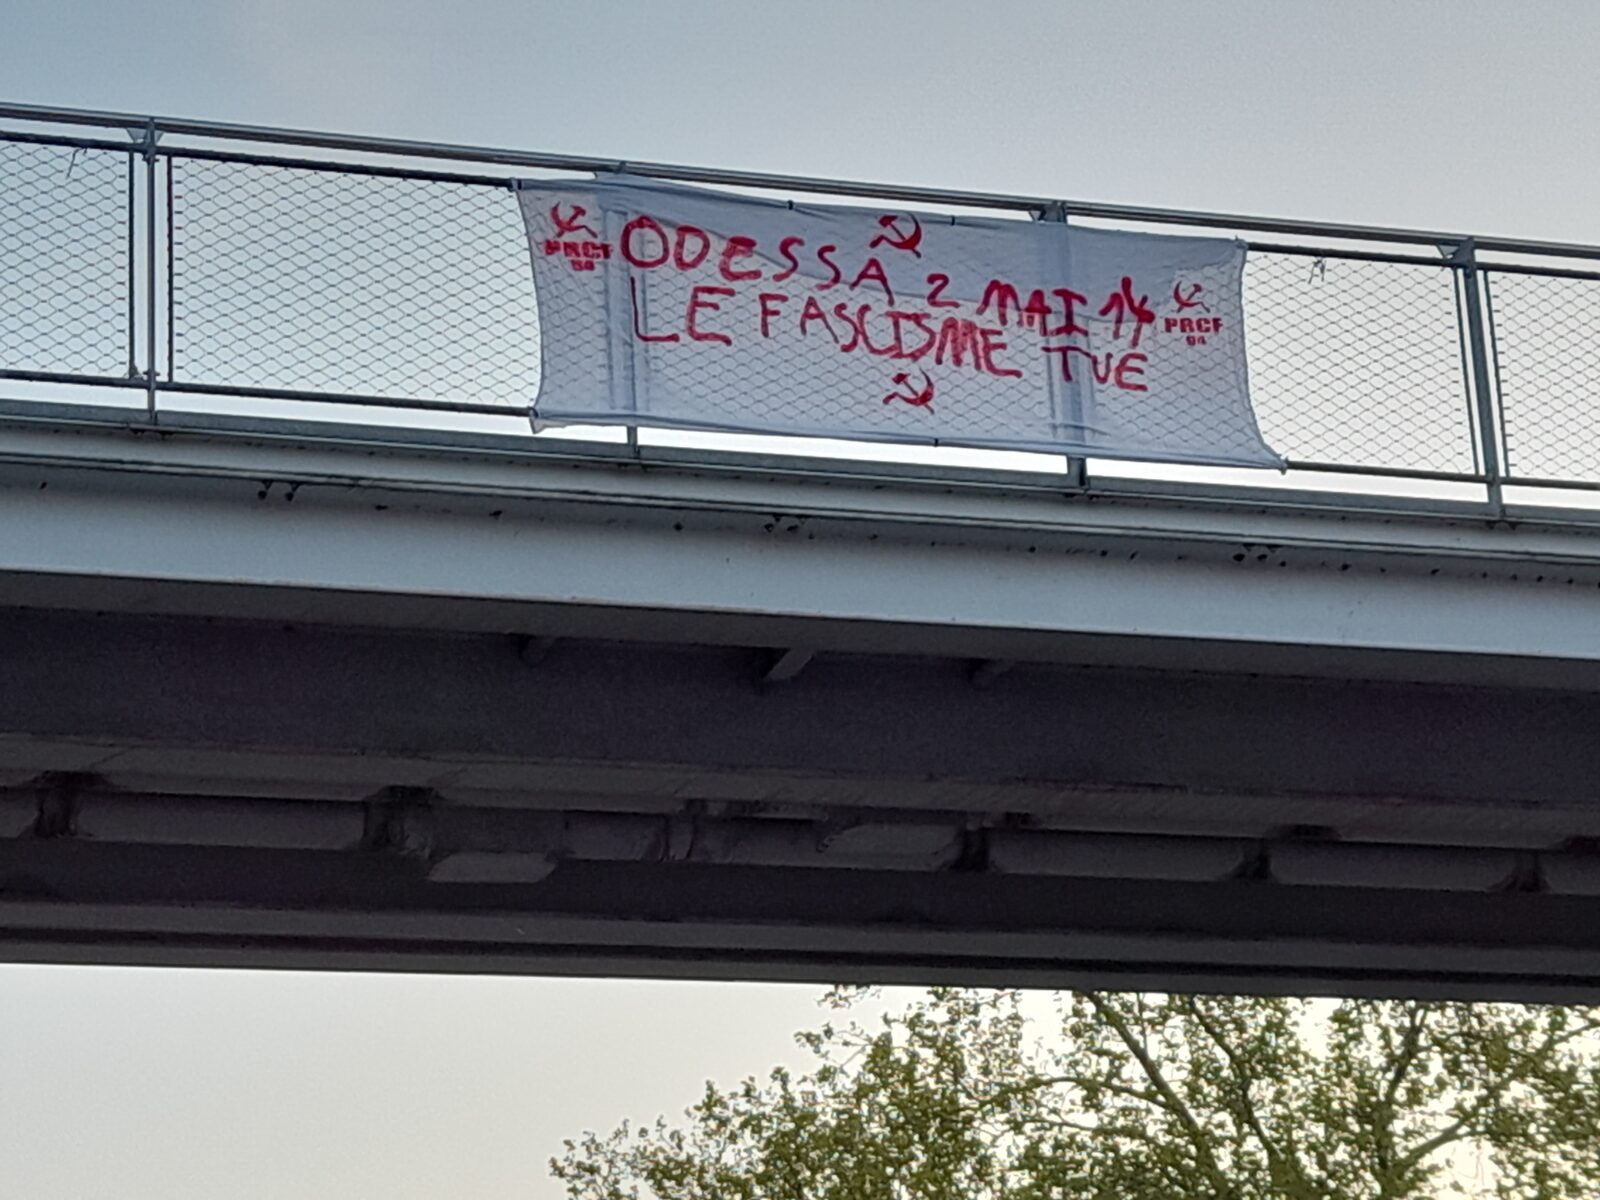 PRCF
94
ODESSA 2 MAI 14
LE FASCISME TUE
PRCF
94